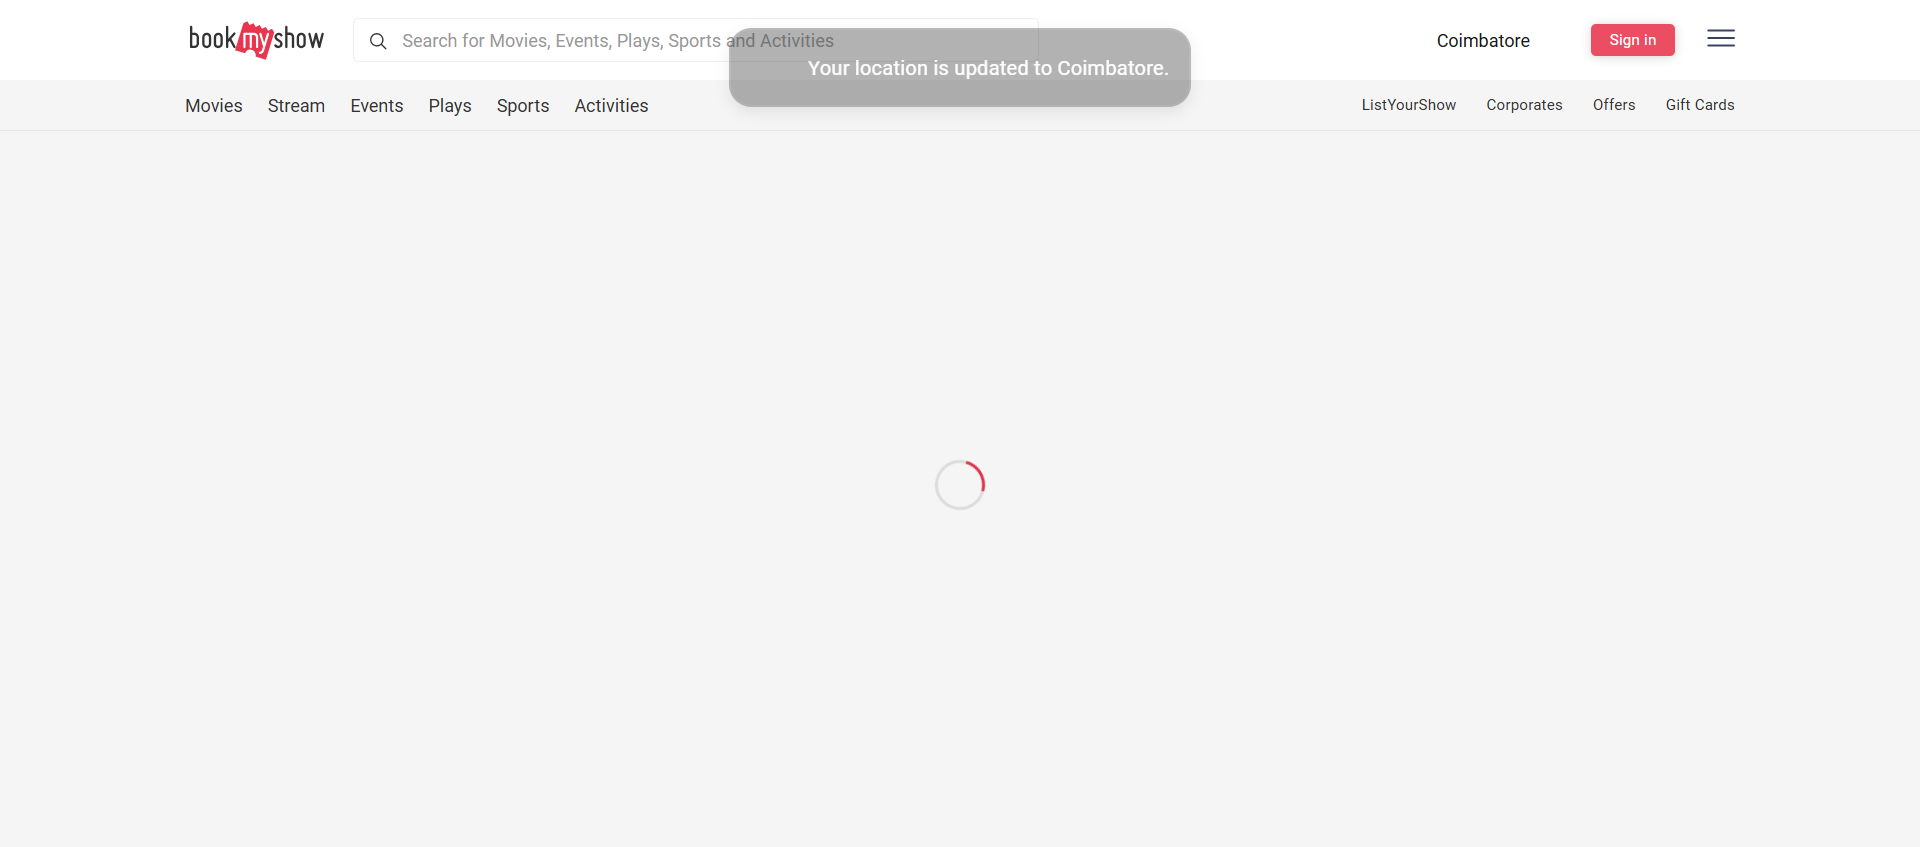 bookmyshow
Search for Movies, Events, Plays, Sports and Activities
Your location is updated to Coimbatore.
Coimbatore
Sign in
Movies Stream Events Plays Sports Activities
ListYourShow Corporates Offers Gift Cards